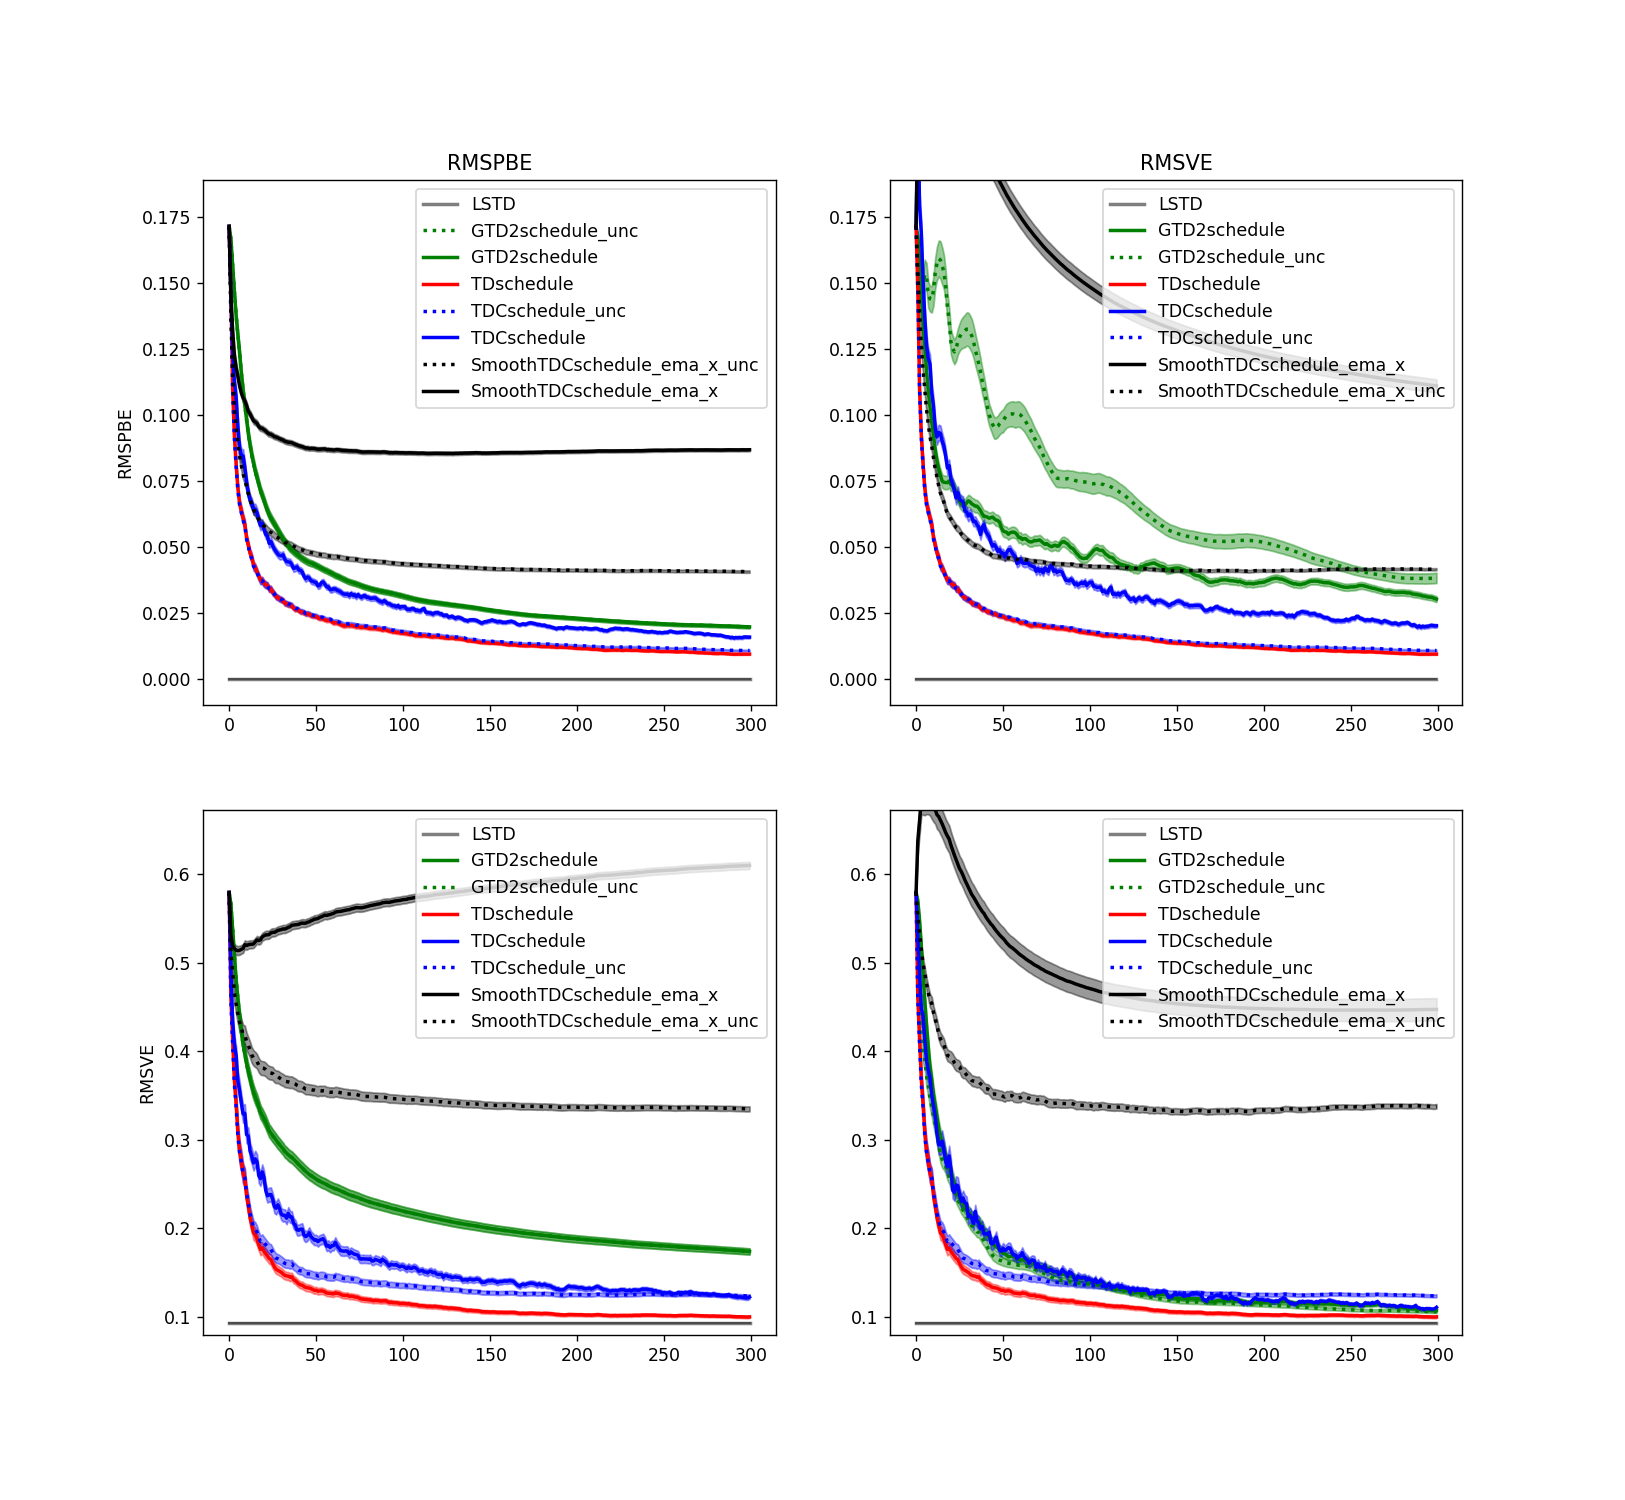 RMSPBE
RMSPBE
0.175
0.150
0.125
0.100
0.075
0.050
0.025
0.000
LSTD
GTD2schedule_unc
GTD2schedule
TDschedule
TDCschedule_unc
TDCschedule
SmoothTDCschedule_ema_x_unc
SmoothTDCschedule_ema_x
0 50 100 150 200 250 300
RMSVE
0.175
0.150
0.125
0.100
0.075
0.050
0.025
0.000
LSTD
GTD2schedule
GTD2schedule_unc
TDschedule
TDCschedule
TDCschedule_unc
SmoothTDCschedule_ema_x
SmoothTDCschedule_ema_x_unc
0 50 100 150 200 250 300
RMSVE
0.6
0.5
0.4
0.3
0.2
0.1
LSTD
GTD2schedule
GTD2schedule_unc
TDschedule
TDCschedule
TDCschedule_unc
SmoothTDCschedule_ema_x
SmoothTDCschedule_ema_x_unc
0 50 100 150 200 250 300
0.6
0.5
0.4
0.3
0.2
0.1
LSTD
GTD2schedule
GTD2schedule_unc
TDschedule
TDCschedule
TDCschedule_unc
SmoothTDCschedule_ema_x
SmoothTDCschedule_ema_x_unc
0 50 100 150 200 250 300